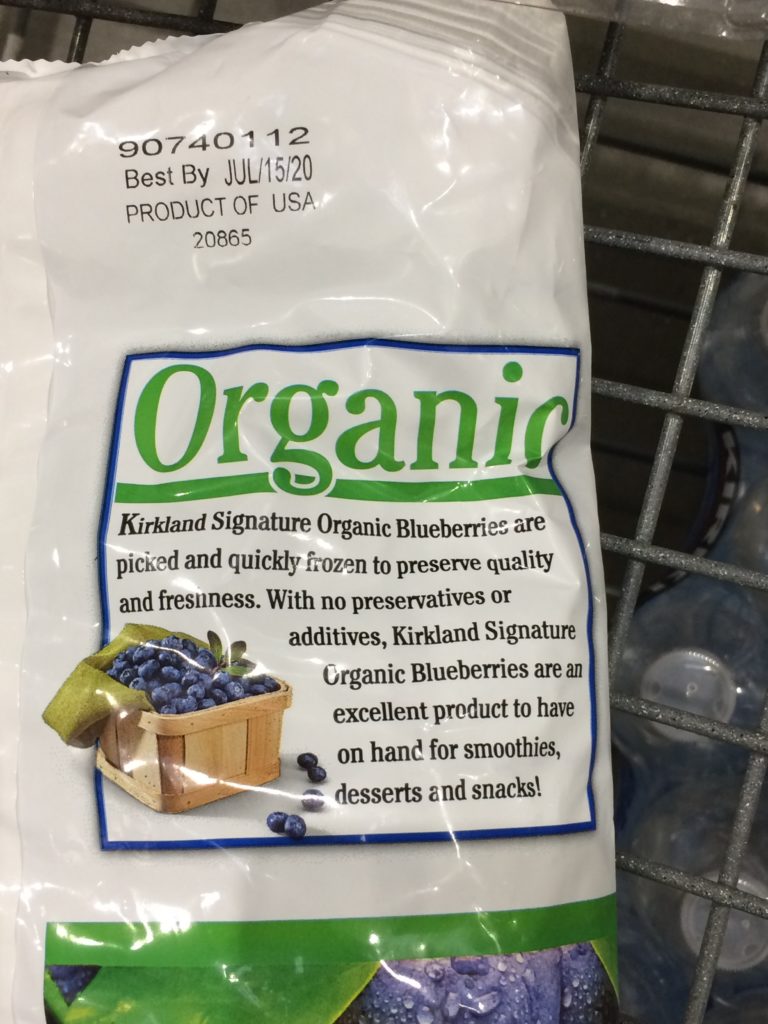 90740112
Best By JUL/15/20
PRODUCT OF USA
20865
Organic
Kirkland Signature Organic Blueberries are
picked and quickly frozen to preserve quality
and freshness. With no preservatives or
additives, Kirkland Signature
Organic Blueberries are an
excellent product to have
on hand for smoothies,
desserts and snacks!